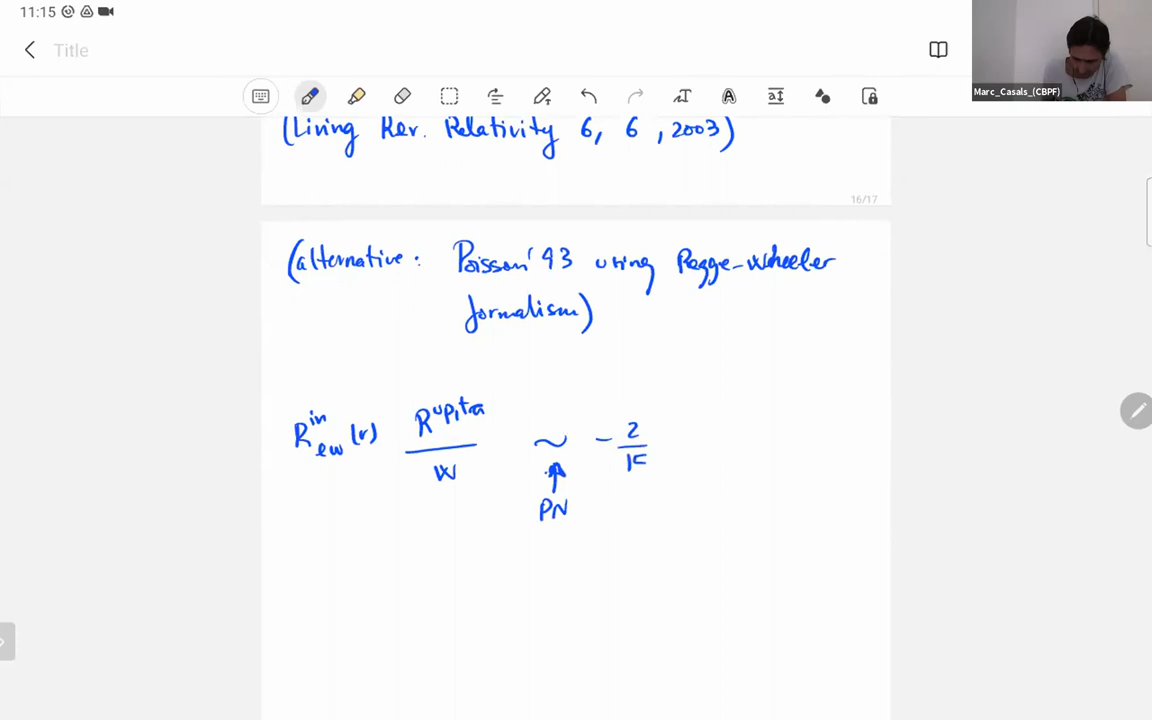 11:15
Title
Marc_Casals_(CBPF)
(Living Rev. Relativity 6, 6, 2003)
16/17
(alternative: Poisson '93 using Regge-Wheeler
formalism)
R^in_ℓω (r) R^up,tra / W ~ - 2/15
PN